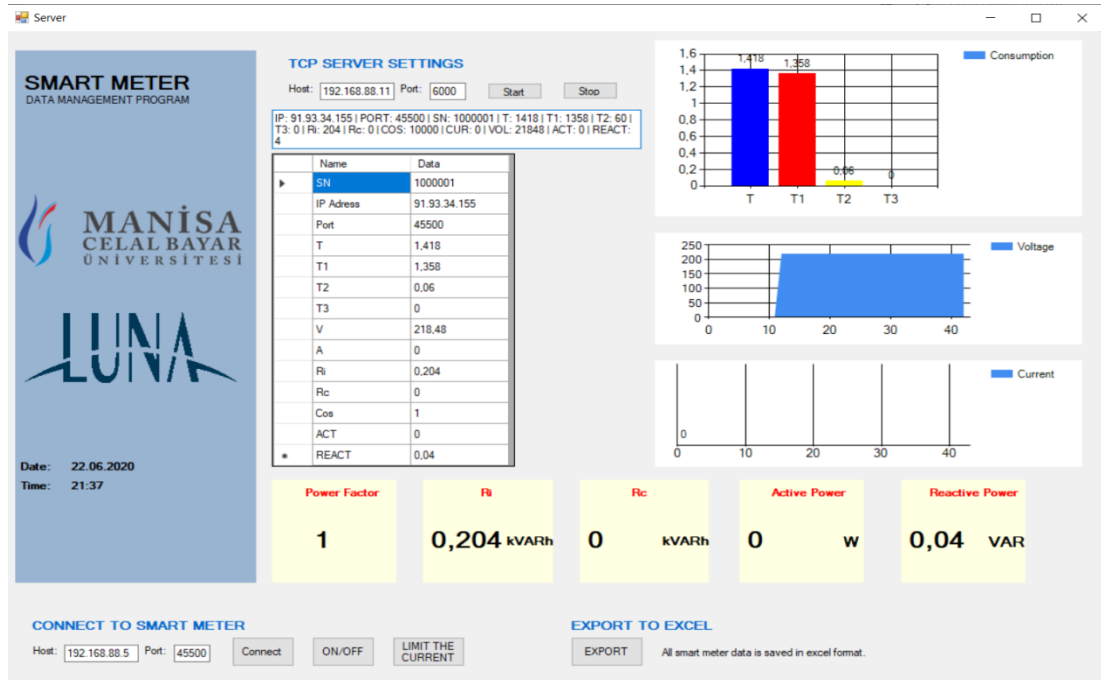 Server
SMART METER
DATA MANAGEMENT PROGRAM
MANİSA
CELAL BAYAR
ÜNİVERSİTESİ
LUNA
Date: 22.06.2020
Time: 21:37
TCP SERVER SETTINGS
Host: 192.168.88.11 Port: 6000 Start Stop
IP: 91.93.34.155 | PORT: 45500 | SN: 1000001 | T: 1418 | T1: 1358 | T2: 60 |
T3: 0 | Ri: 204 | Rc: 0 | COS: 10000 | CUR: 0 | VOL: 21848 | ACT: 0 | REACT:
4
Name Data
SN 1000001
IP Adress 91.93.34.155
Port 45500
T 1,418
T1 1,358
T2 0,06
T3 0
V 218,48
A 0
Ri 0,204
Rc 0
Cos 1
ACT 0
REACT 0,04
1,6
1,4
1,2
1
0,8
0,6
0,4
0,2
0
1,418
1,358
0,06
0
T T1 T2 T3
Consumption
250
200
150
100
50
0
0 10 20 30 40
Voltage
0
0 10 20 30 40
Current
Power Factor
1
Ri
0,204 kVARh
Rc
0 kVARh
Active Power
0 W
Reactive Power
0,04 VAR
CONNECT TO SMART METER
Host: 192.168.88.5 Port: 45500 Connect ON/OFF LIMIT THE
CURRENT
EXPORT TO EXCEL
EXPORT All smart meter data is saved in excel format.